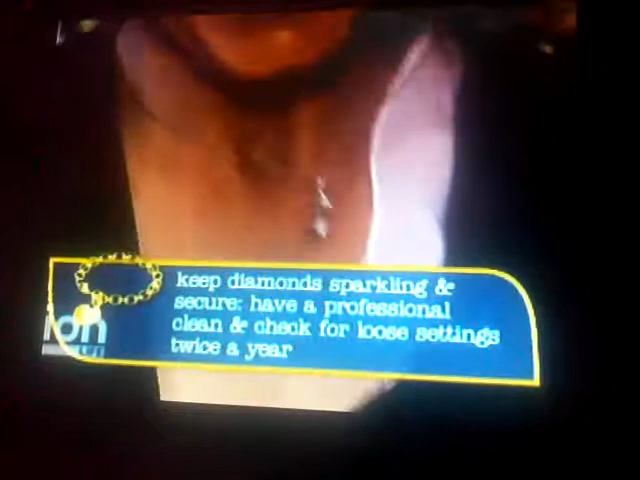 keep diamonds sparkling &
secure: have a professional
clean & check for loose settings
twice a year
ion